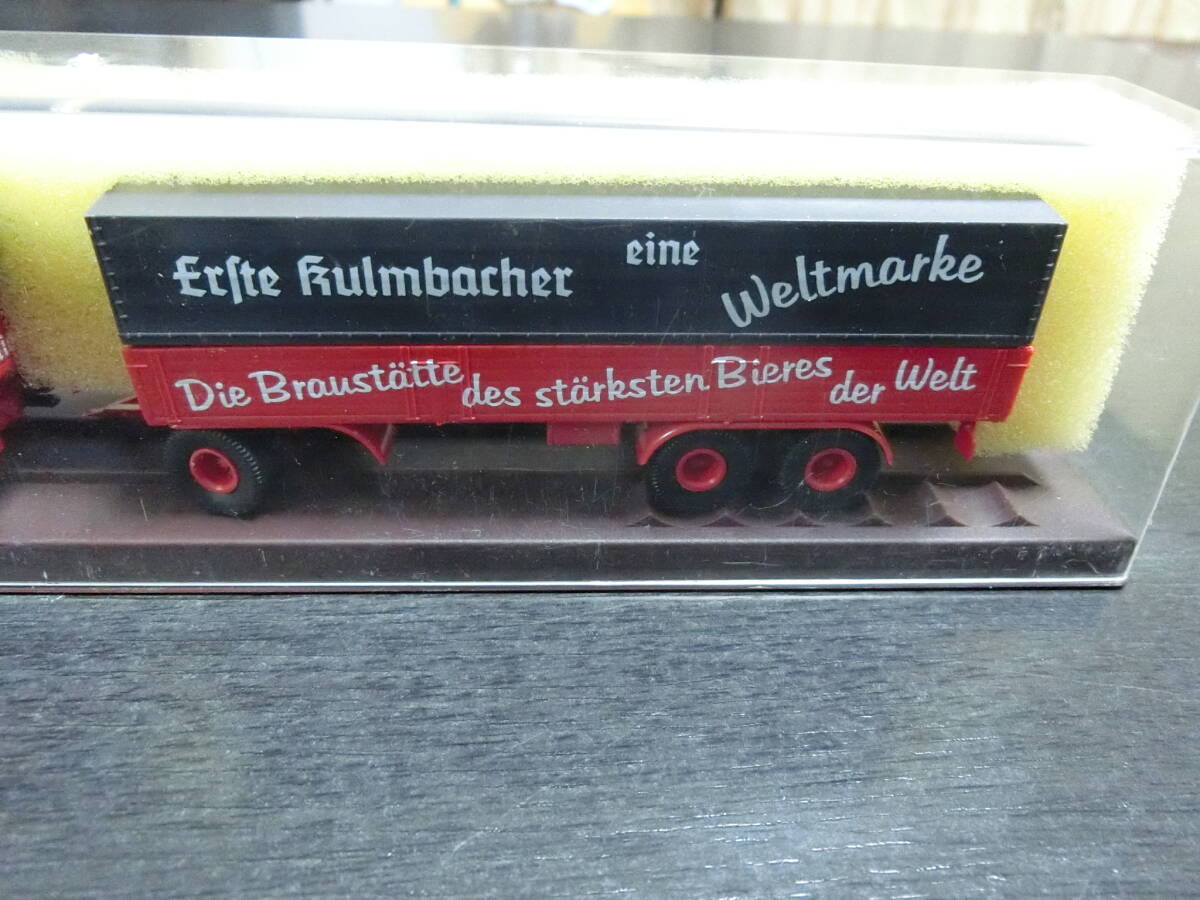 Erſte Kulmbacher eine Weltmarke
Die Braustätte des stärksten Bieres der Welt